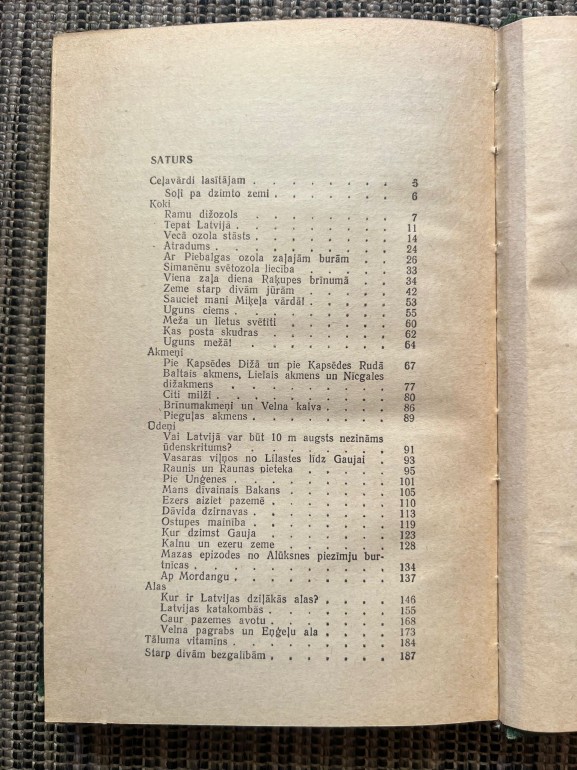 SATURS
Ceļavārdi lasītājam . . . . . . . 5
Soļi pa dzimto zemi . . . . . . 6
Koki
Ramu dižozols . . . . . . . 7
Tepat Latvijā . . . . . . . . 11
Vecā ozola stāsts . . . . . . . 14
Atradums . . . . . . . . . 24
Ar Piebalgas ozola zaļajām burām . . 26
Simanēnu svētozola liecība . . . . 33
Viena zaļa diena Raķupes brīnumā . . 34
Zeme starp divām jūrām . . . . 42
Sauciet mani Miķeļa vārdā! . . . . 53
Uguns ciems . . . . . . . . 55
Meža un lietus svētīti . . . . . 60
Kas posta skudras . . . . . . 62
Uguns mežā! . . . . . . . . 64
Akmeņi
Pie Kapsēdes Dižā un pie Kapsēdes Rudā 67
Baltais akmens, Lielais akmens un Nīcgales
dižakmens . . . . . . . . 77
Citi milži . . . . . . . . . 80
Brīnumakmeņi un Velna kalva . . . 86
Pieguļas akmens . . . . . . . 89
Ūdeņi
Vai Latvijā var būt 10 m augsts nezināms
ūdenskritums? . . . . . . . 91
Vasaras viļņos no Lilastes līdz Gaujai . 93
Raunis un Raunas pieteka . . . . 95
Pie Unģenes . . . . . . . . 101
Mans dīvainais Bakans . . . . . 105
Ezers aiziet pazemē . . . . . . 110
Dāvida dzirnavas . . . . . . . 113
Ostupes mainība . . . . . . . 119
Kur dzimst Gauja . . . . . . 123
Kalnu un ezeru zeme . . . . . 128
Mazas epizodes no Alūksnes piezīmju bur-
tnīcas . . . . . . . . . . 134
Ap Mordangu . . . . . . . . 137
Alas
Kur ir Latvijas dziļākās alas? . . . . 146
Latvijas katakombās . . . . . . 155
Caur pazemes avotu . . . . . . 168
Velna pagrabs un Eņģeļu ala . . . . 173
Tāluma vitamīns . . . . . . . . 184
Starp divām bezgalībām . . . . . . 187